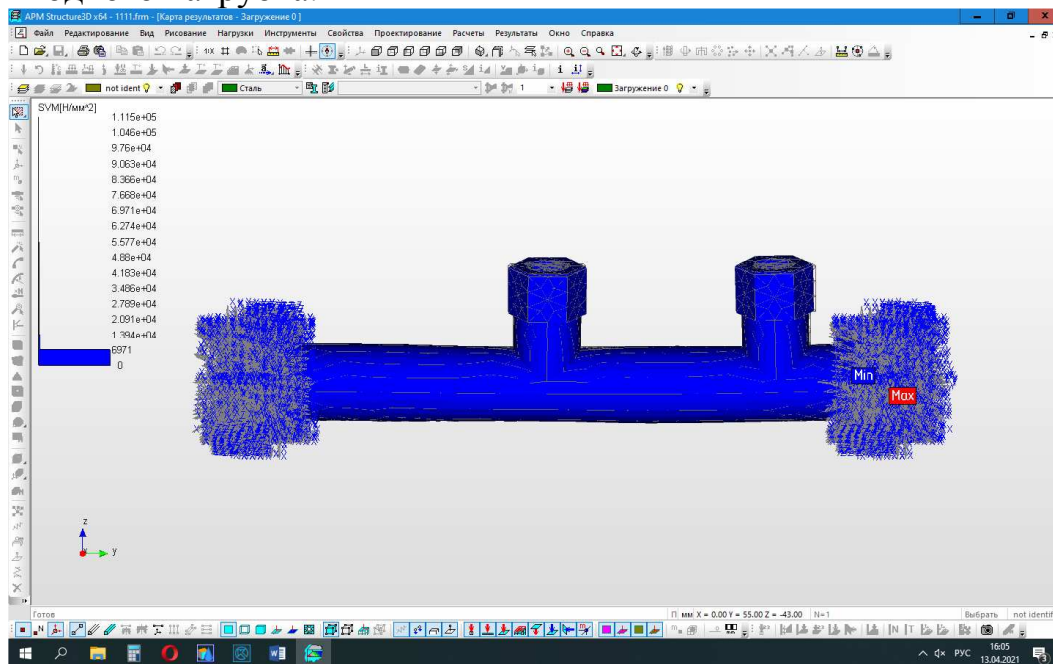 APM Structure3D x64 - 1111.frm - [Карта результатов - Загружение 0 ]
Файл Редактирование Вид Рисование Нагрузки Инструменты Свойства Проектирование Расчеты Результаты Окно Справка
not ident Сталь 1 Загружение 0
SVM[Н/мм^2]
1.115e+05
1.046e+05
9.76e+04
9.063e+04
8.366e+04
7.668e+04
6.971e+04
6.274e+04
5.577e+04
4.88e+04
4.183e+04
3.486e+04
2.789e+04
2.091e+04
1.394e+04
6971
0
Min
Max
z
y
Готов П мм X = 0.00 Y = 55.00 Z = -43.00 N=1 Выбрать not identif
РУС 16:05
13.04.2021